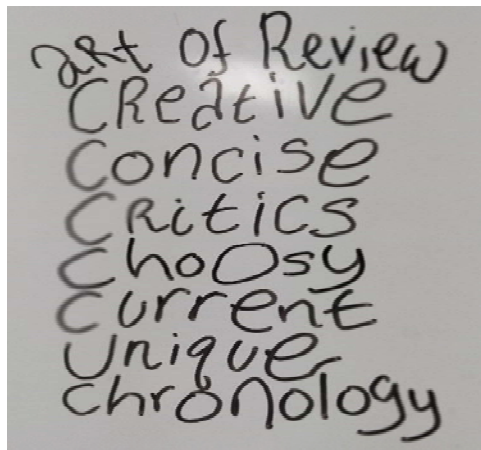 art Of Review
CReative
Concise
CRitics
ChoOsy
Current
Unique
chronology